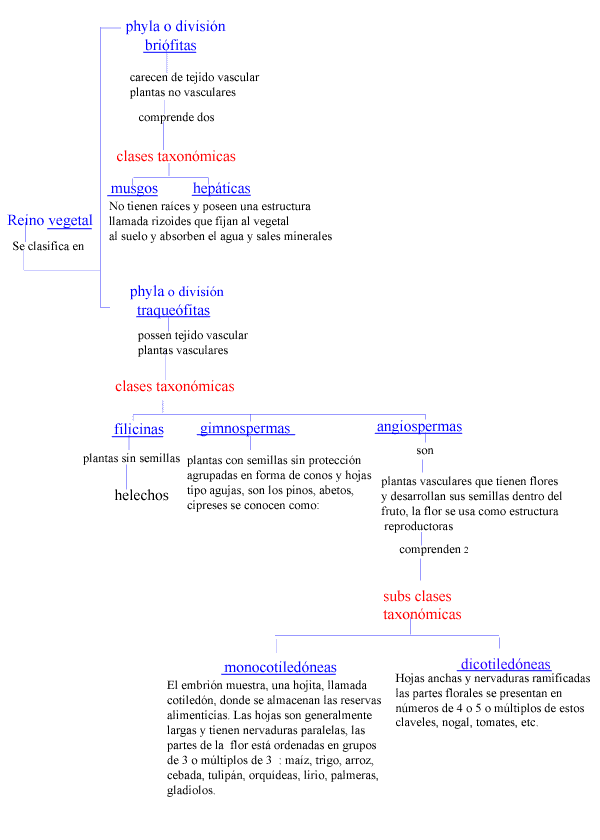 phyla o división
briófitas
carecen de tejido vascular
plantas no vasculares
comprende dos
clases taxonómicas
musgos hepáticas
No tienen raíces y poseen una estructura
llamada rizoides que fijan al vegetal
al suelo y absorben el agua y sales minerales
Reino vegetal
Se clasifica en
phyla o división
traqueófitas
possen tejido vascular
plantas vasculares
clases taxonómicas
filicinas
plantas sin semillas
helechos
gimnospermas
plantas con semillas sin protección
agrupadas en forma de conos y hojas
tipo agujas, son los pinos, abetos,
cipreses se conocen como:
angiospermas
son
plantas vasculares que tienen flores
y desarrollan sus semillas dentro del
fruto, la flor se usa como estructura
reproductoras
comprenden 2
subs clases
taxonómicas
monocotiledóneas
El embrión muestra, una hojita, llamada
cotiledón, donde se almacenan las reservas
alimenticias. Las hojas son generalmente
largas y tienen nervaduras paralelas, las
partes de la flor está ordenadas en grupos
de 3 o múltiplos de 3 : maíz, trigo, arroz,
cebada, tulipán, orquídeas, lirio, palmeras,
gladiolos.
dicotiledóneas
Hojas anchas y nervaduras ramificadas
las partes florales se presentan en
números de 4 o 5 o múltiplos de estos
claveles, nogal, tomates, etc.